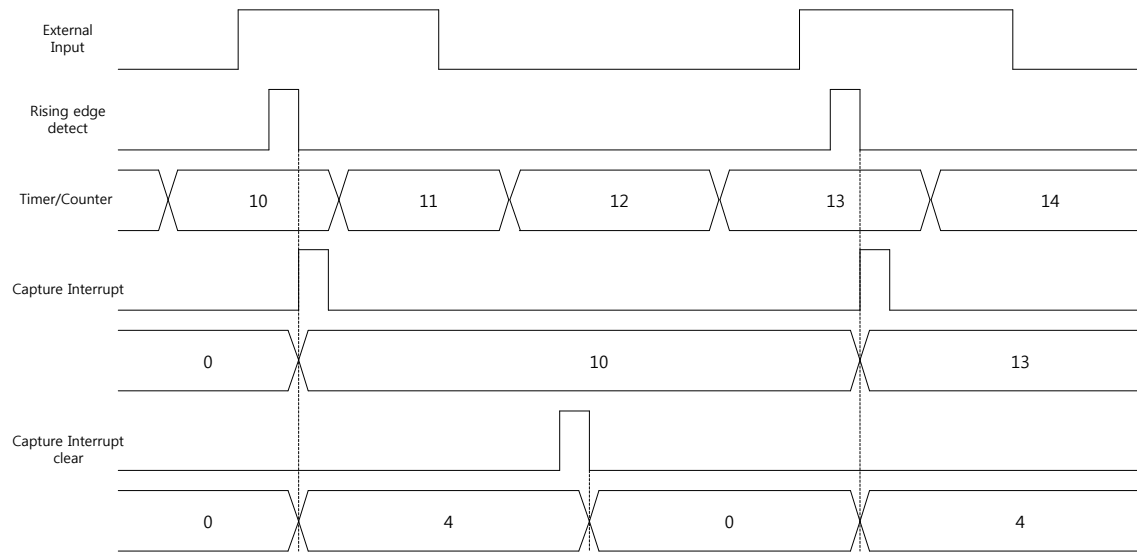 External
Input
Rising edge
detect
Timer/Counter
10
11
12
13
14
Capture Interrupt
0
10
13
Capture Interrupt
clear
0
4
0
4